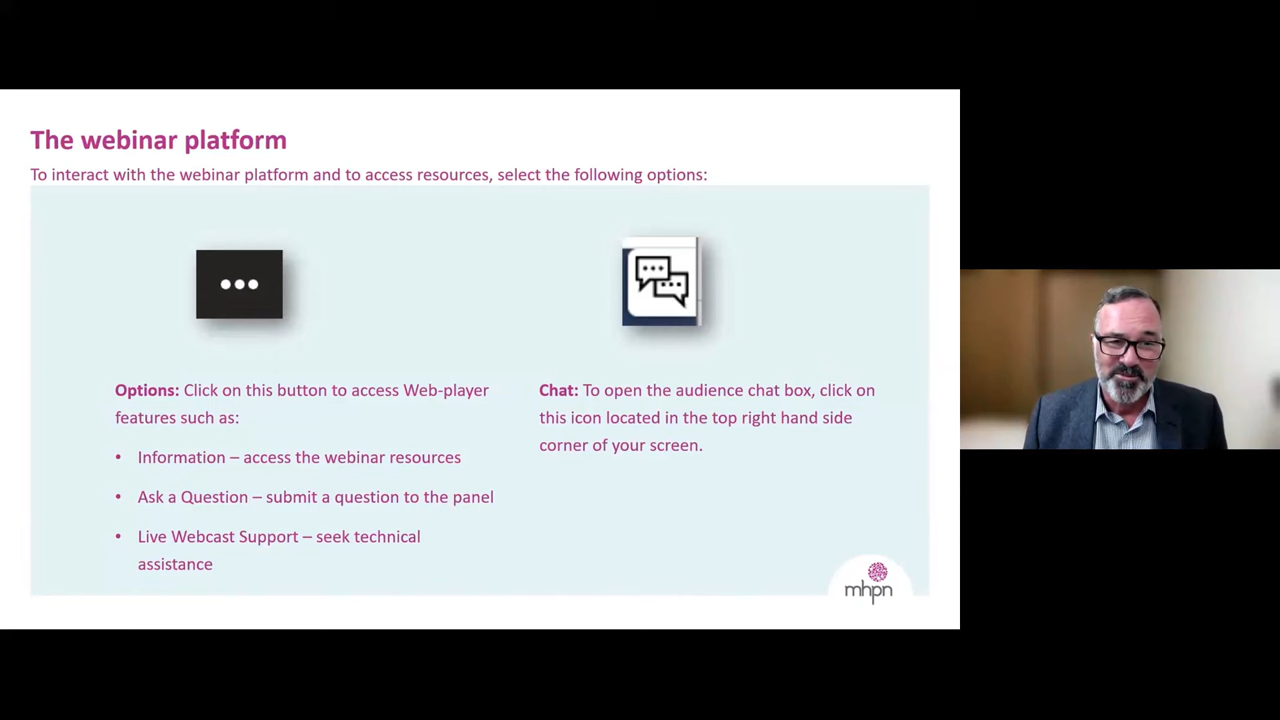 The webinar platform
To interact with the webinar platform and to access resources, select the following options:
Options: Click on this button to access Web-player
features such as:
• Information – access the webinar resources
• Ask a Question – submit a question to the panel
• Live Webcast Support – seek technical
assistance
Chat: To open the audience chat box, click on
this icon located in the top right hand side
corner of your screen.
mhpn